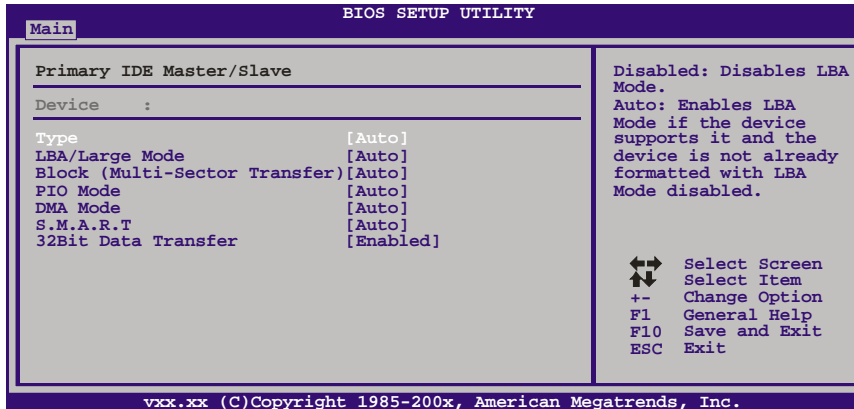 BIOS SETUP UTILITY
Main
Primary IDE Master/Slave
Device :
Type [Auto]
LBA/Large Mode [Auto]
Block (Multi-Sector Transfer)[Auto]
PIO Mode [Auto]
DMA Mode [Auto]
S.M.A.R.T [Auto]
32Bit Data Transfer [Enabled]
Disabled: Disables LBA
Mode.
Auto: Enables LBA
Mode if the device
supports it and the
device is not already
formatted with LBA
Mode disabled.
Select Screen
Select Item
+- Change Option
F1 General Help
F10 Save and Exit
ESC Exit
vxx.xx (C)Copyright 1985-200x, American Megatrends, Inc.